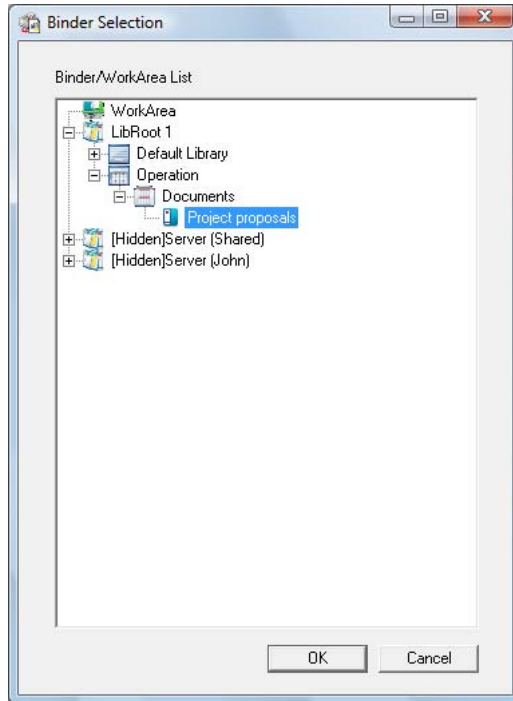 Binder Selection
Binder/WorkArea List
WorkArea
LibRoot 1
Default Library
Operation
Documents
Project proposals
[Hidden]Server (Shared)
[Hidden]Server (John)
OK
Cancel